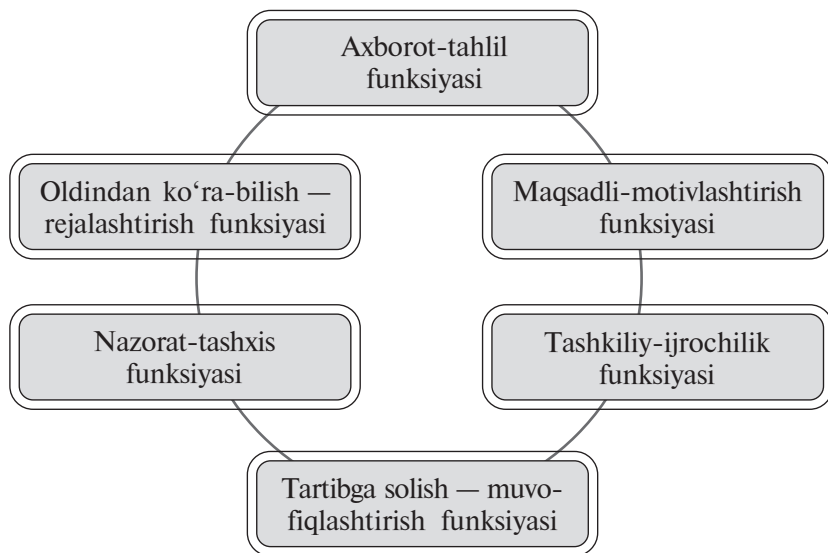 Axborot-tahlil
funksiyasi
Oldindan ko‘ra-bilish —
rejalashtirish funksiyasi
Maqsadli-motivlashtirish
funksiyasi
Nazorat-tashxis
funksiyasi
Tashkiliy-ijrochilik
funksiyasi
Tartibga solish — muvo-
fiqlashtirish funksiyasi